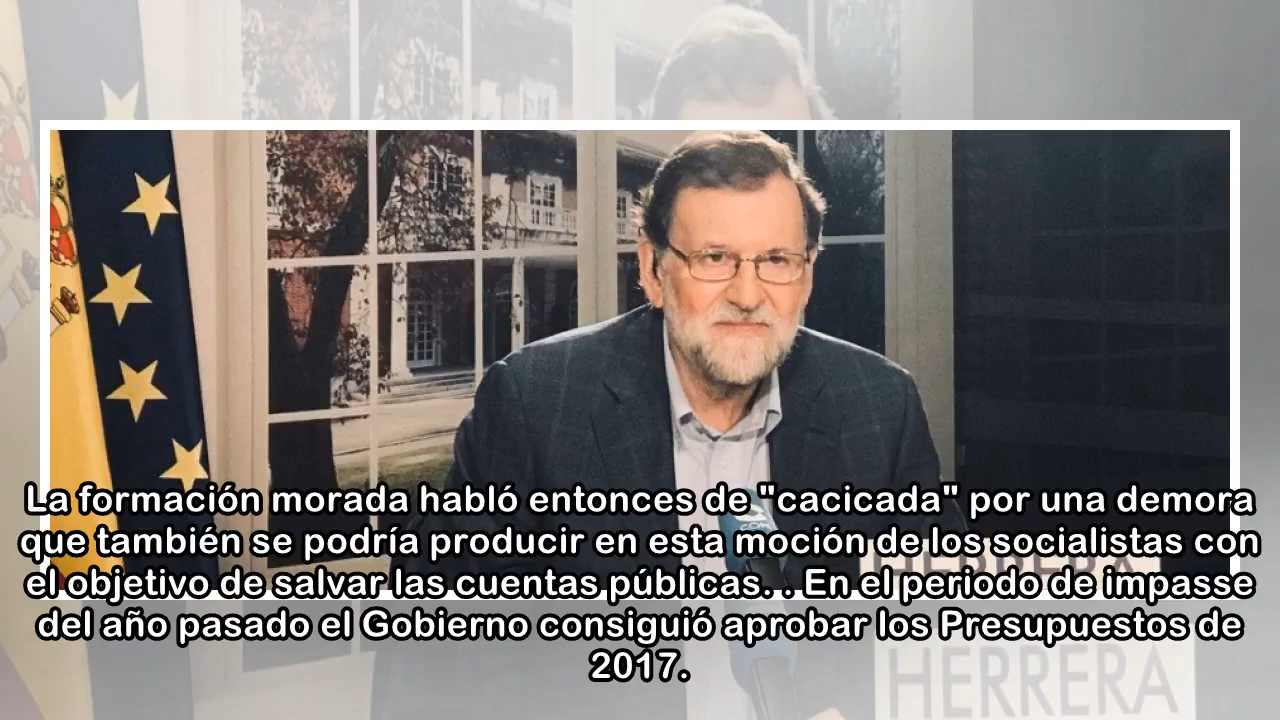 La formación morada habló entonces de "cacicada" por una demora
que también se podría producir en esta moción de los socialistas con
el objetivo de salvar las cuentas públicas. . En el periodo de impasse
del año pasado el Gobierno consiguió aprobar los Presupuestos de
2017.
HERRERA